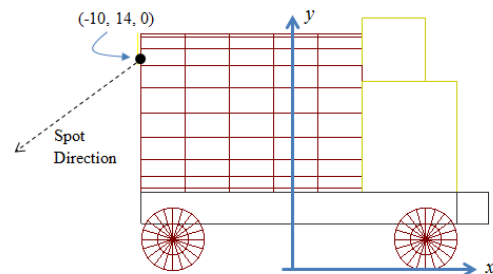 (-10, 14, 0)
y
Spot
Direction
x